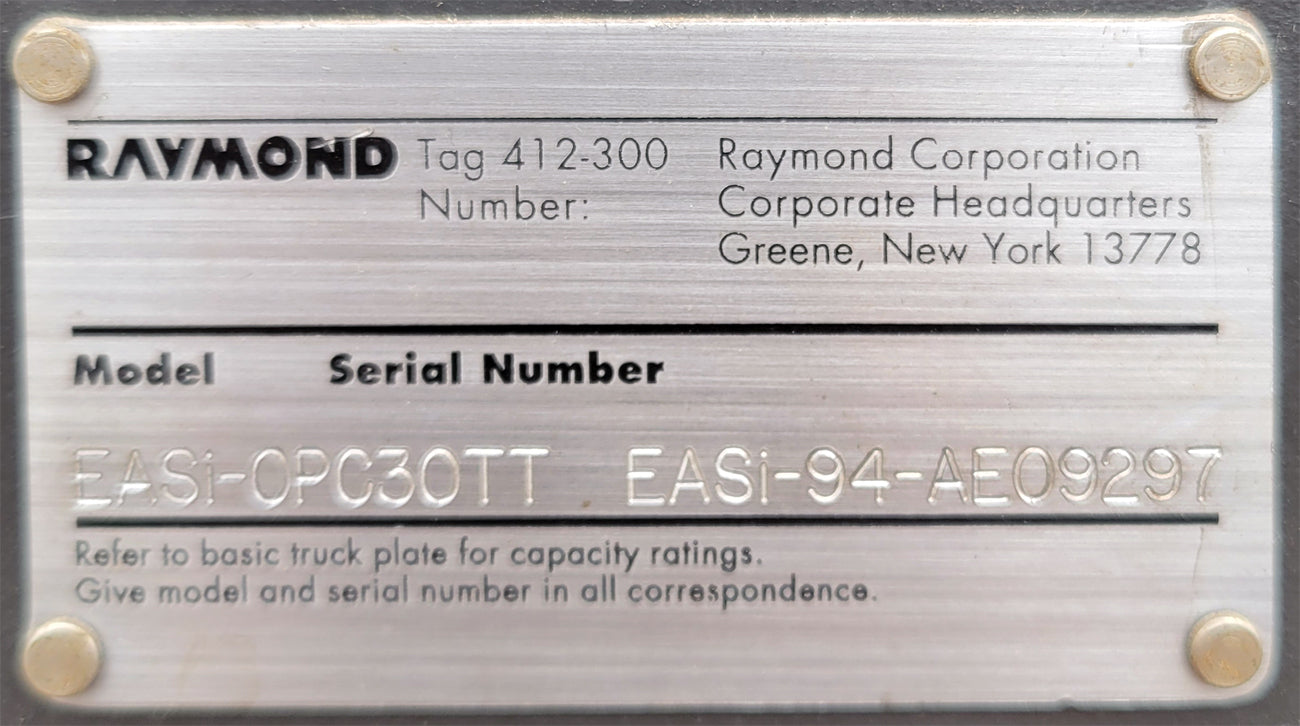 RAYMOND Tag 412-300
Number:
Raymond Corporation
Corporate Headquarters
Greene, New York 13778
Model Serial Number
EASi-OPC30TT EASi-94-AE09297
Refer to basic truck plate for capacity ratings.
Give model and serial number in all correspondence.